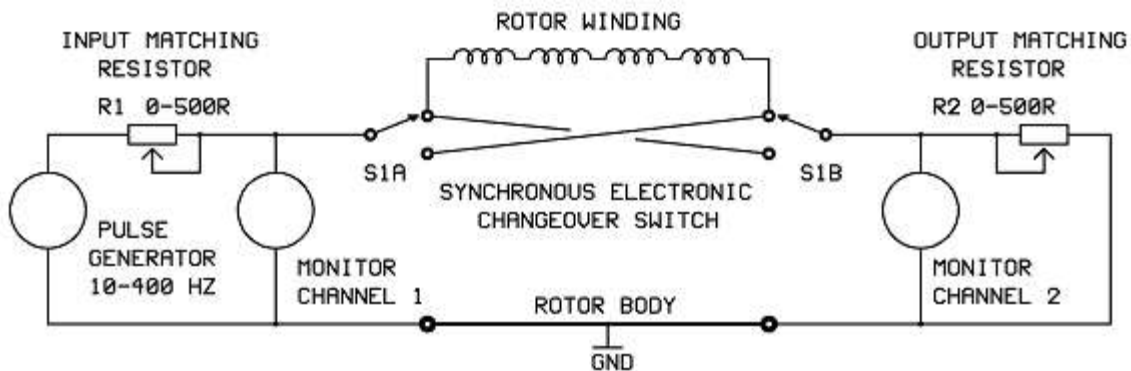 ROTOR WINDING
INPUT MATCHING
RESISTOR
R1 0-500R
OUTPUT MATCHING
RESISTOR
R2 0-500R
S1A
S1B
SYNCHRONOUS ELECTRONIC
CHANGEOVER SWITCH
PULSE
GENERATOR
10-400 HZ
MONITOR
CHANNEL 1
ROTOR BODY
GND
MONITOR
CHANNEL 2